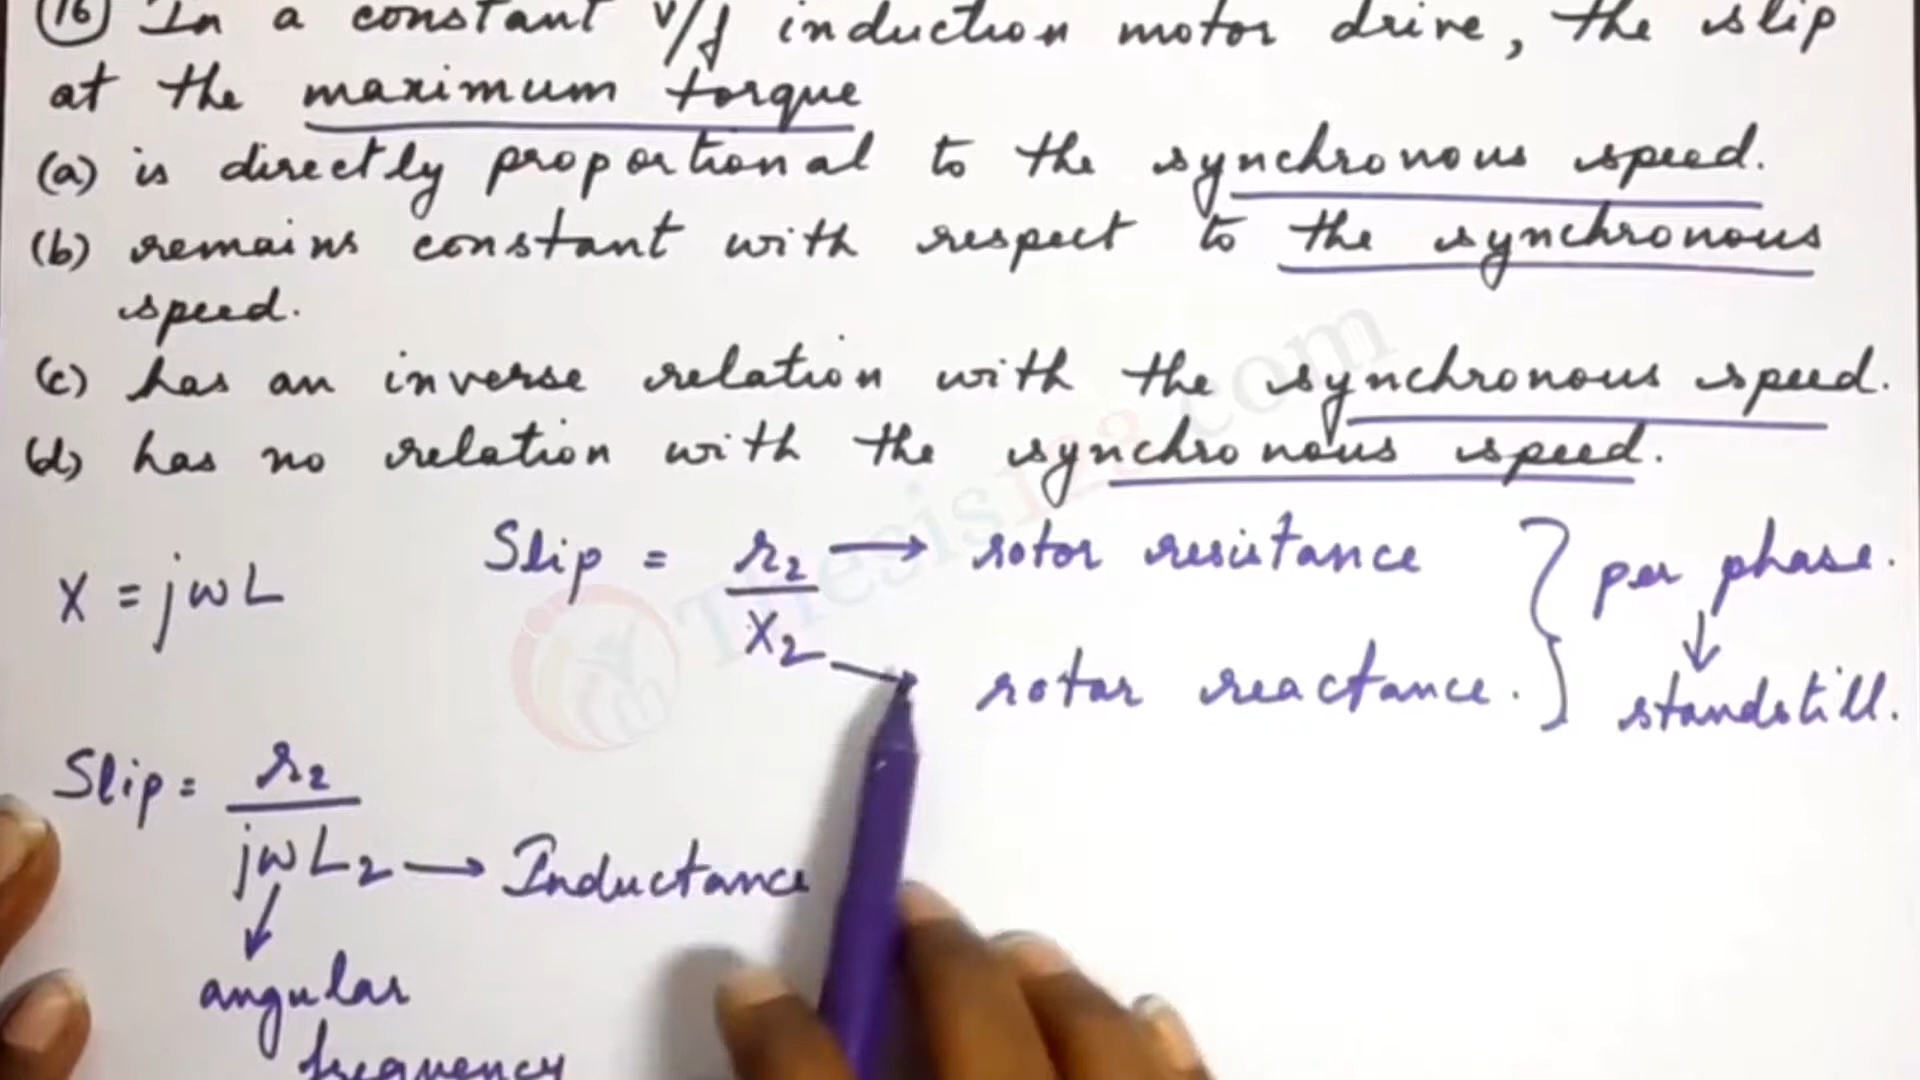 (16) In a constant v/f induction motor drive, the slip
at the maximum torque
(a) is directly proportional to the synchronous speed.
(b) remains constant with respect to the synchronous
speed.
(c) has an inverse relation with the synchronous speed.
(d) has no relation with the synchronous speed.
X = jωL
Slip = r2 / X2
→ rotor resistance
→ rotor reactance.
} per phase.
↓
standstill.
Slip = r2 / jωL2 → Inductance
↓
angular
frequency
Thesis123.com